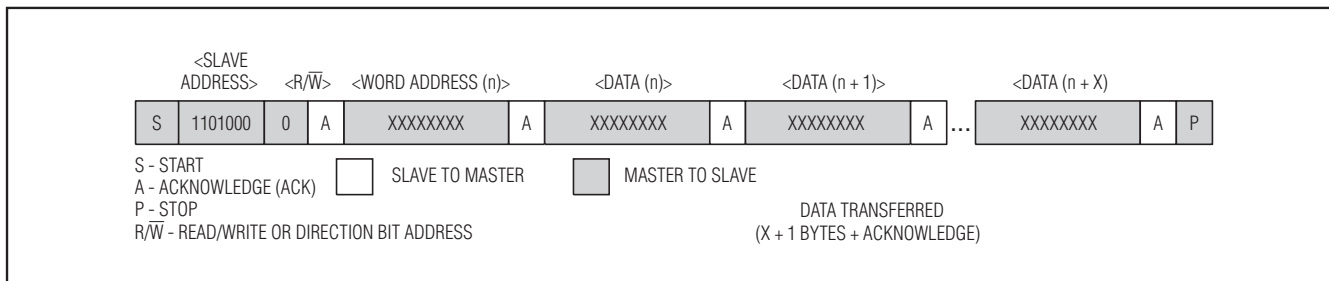 <SLAVE
ADDRESS> <R/W̅> <WORD ADDRESS (n)> <DATA (n)> <DATA (n + 1)> <DATA (n + X)
S 1101000 0 A XXXXXXXX A XXXXXXXX A XXXXXXXX A ... XXXXXXXX A P
S - START
A - ACKNOWLEDGE (ACK) SLAVE TO MASTER MASTER TO SLAVE
P - STOP DATA TRANSFERRED
R/W̅ - READ/WRITE OR DIRECTION BIT ADDRESS (X + 1 BYTES + ACKNOWLEDGE)